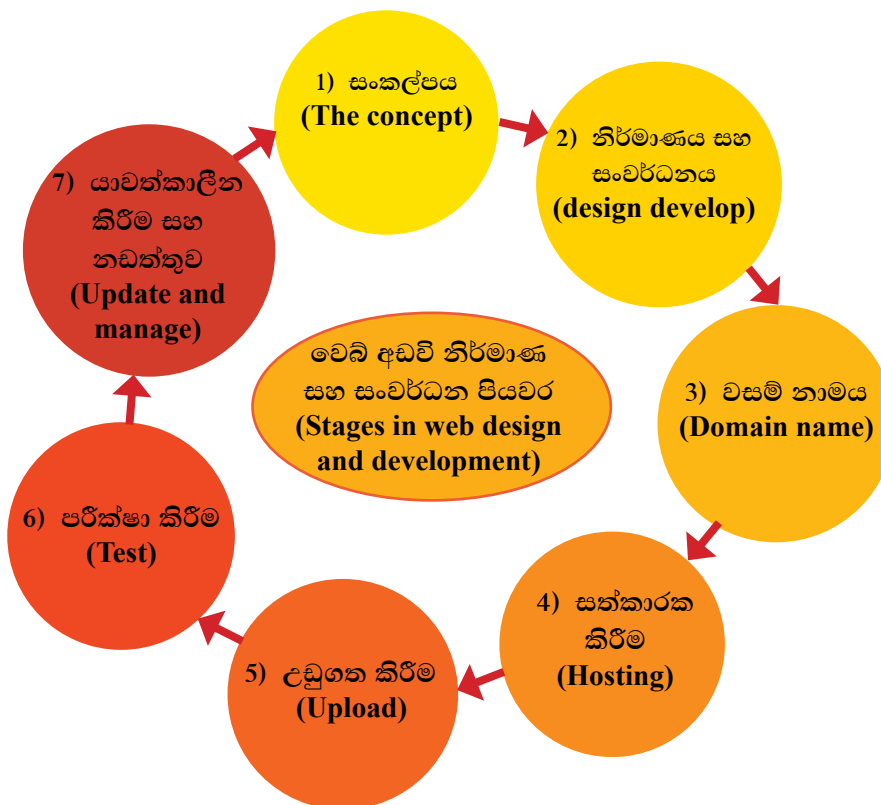 1) සංකල්පය
(The concept)
2) නිර්මාණය සහ
සංවර්ධනය
(design develop)
3) වසම් නාමය
(Domain name)
4) සත්කාරක
කිරීම
(Hosting)
5) උඩුගත කිරීම
(Upload)
6) පරීක්ෂා කිරීම
(Test)
7) යාවත්කාලීන
කිරීම සහ
නඩත්තුව
(Update and
manage)
වෙබ් අඩවි නිර්මාණ
සහ සංවර්ධන පියවර
(Stages in web design
and development)